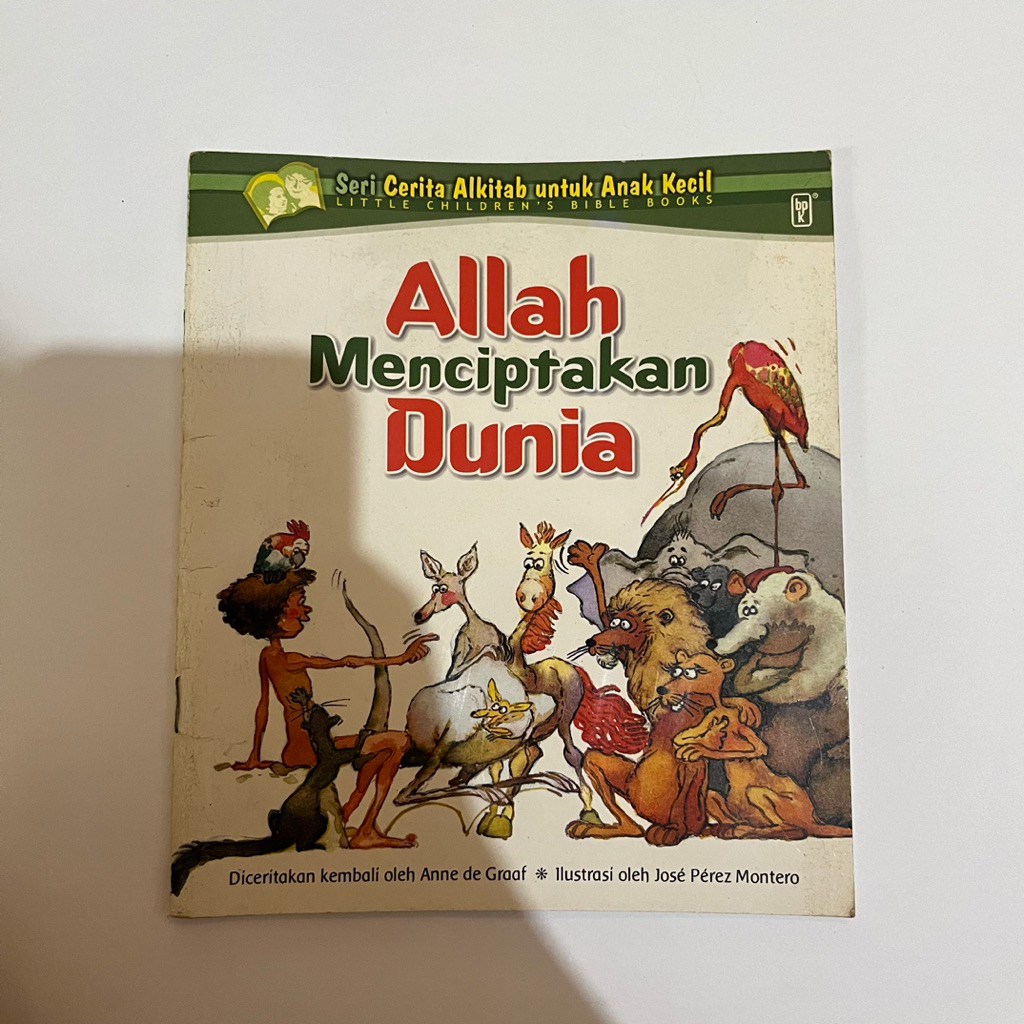 Seri Cerita Alkitab untuk Anak Kecil
LITTLE CHILDREN'S BIBLE BOOKS
bp
k
®
Allah
Menciptakan
Dunia
Diceritakan kembali oleh Anne de Graaf ❋ Ilustrasi oleh José Pérez Montero